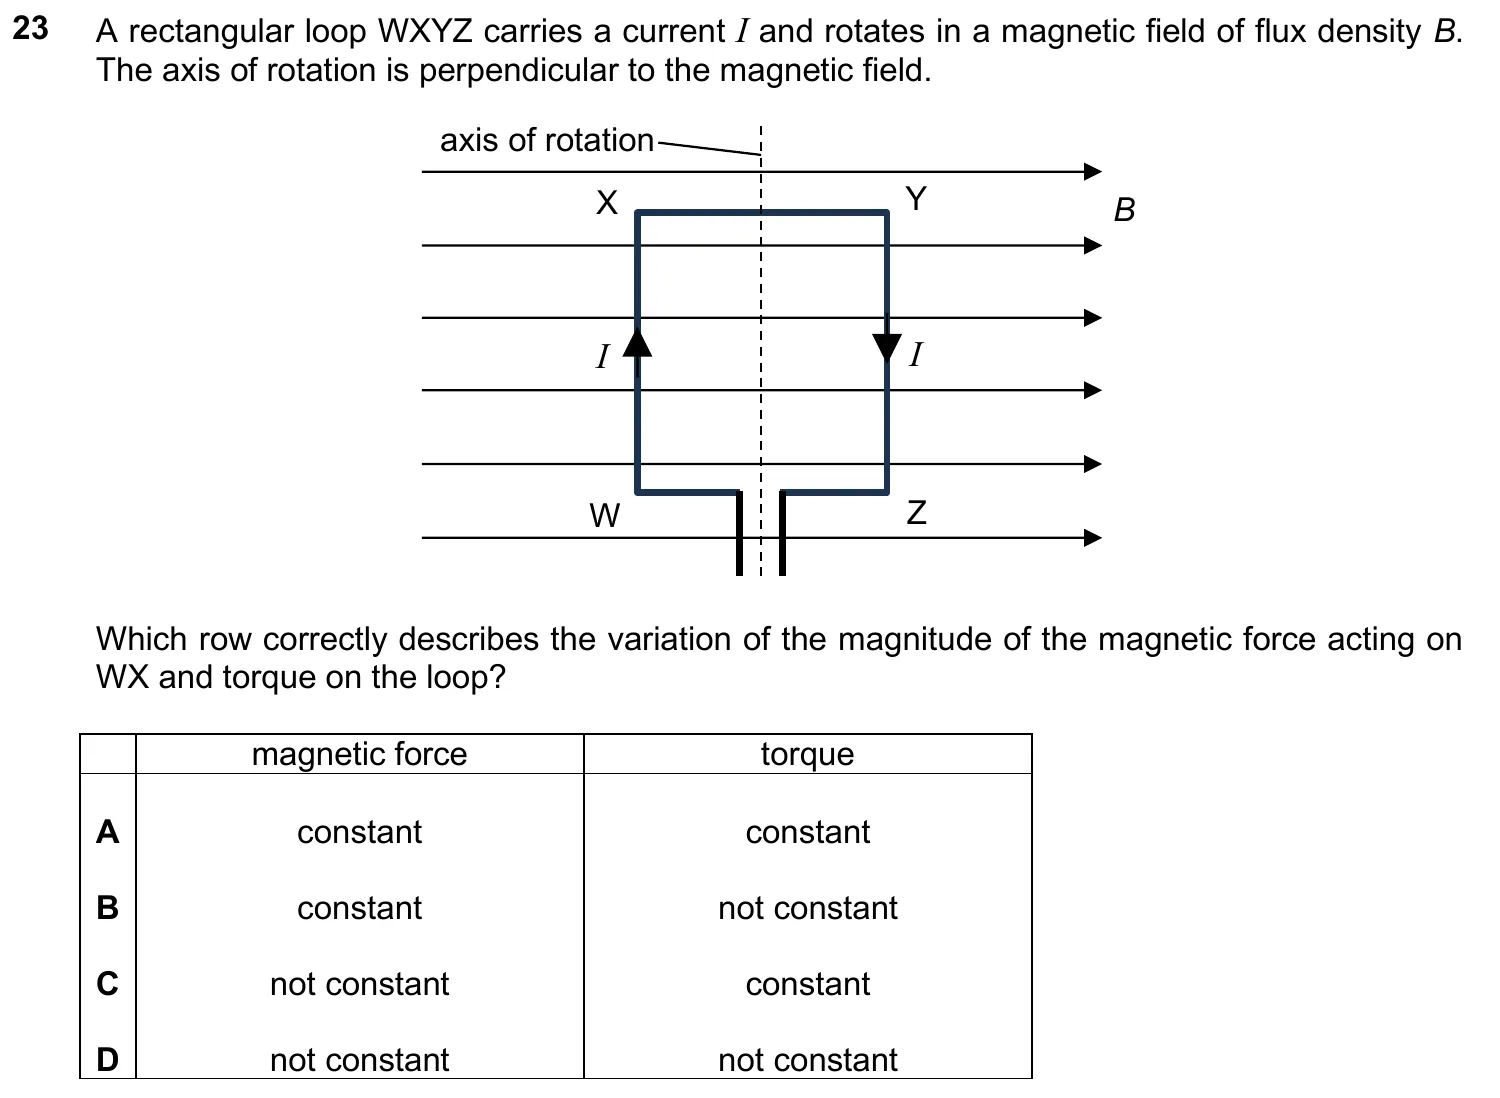 23 A rectangular loop WXYZ carries a current I and rotates in a magnetic field of flux density B.
The axis of rotation is perpendicular to the magnetic field.
axis of rotation
X Y
B
I I
W Z
Which row correctly describes the variation of the magnitude of the magnetic force acting on
WX and torque on the loop?
magnetic force torque
A constant constant
B constant not constant
C not constant constant
D not constant not constant